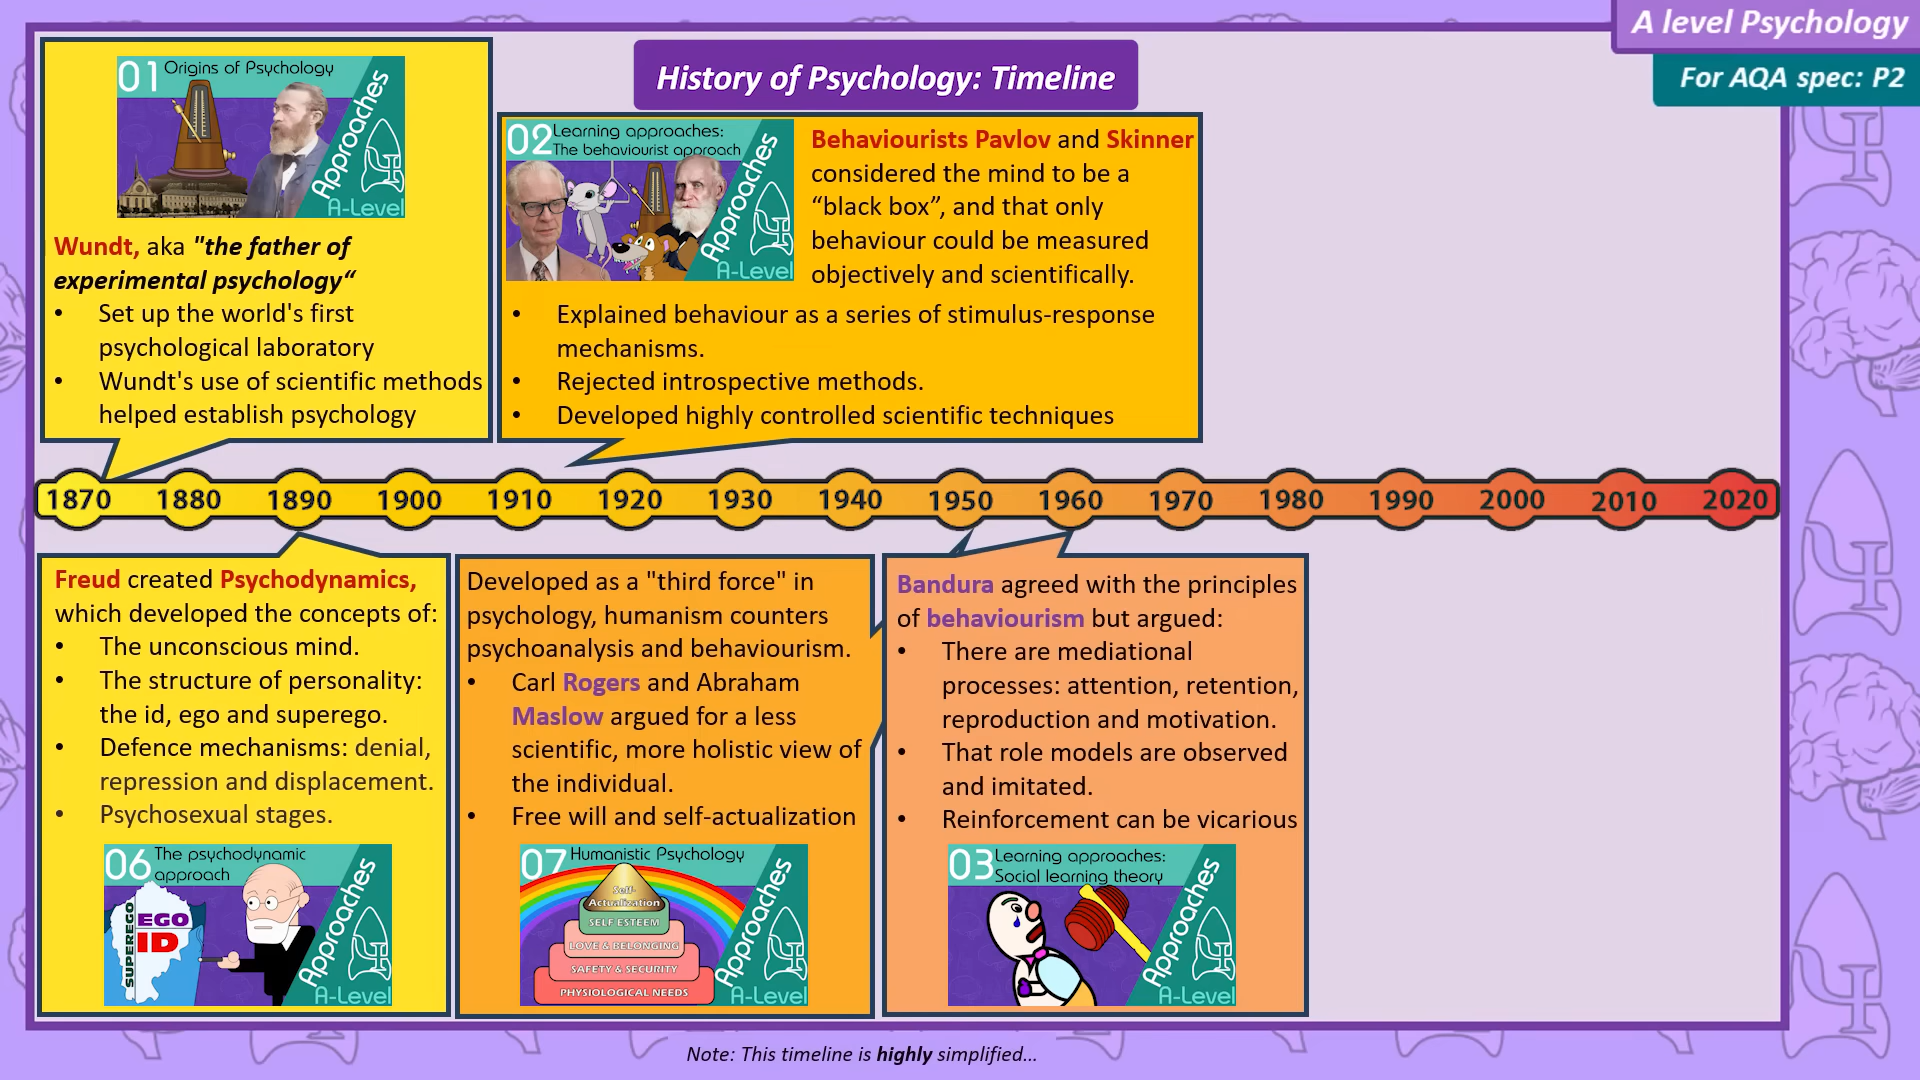 A level Psychology
For AQA spec: P2
History of Psychology: Timeline
01 Origins of Psychology
Approaches
A-Level
Wundt, aka "the father of
experimental psychology“
• Set up the world's first
psychological laboratory
• Wundt's use of scientific methods
helped establish psychology
02 Learning approaches:
The behaviourist approach
Approaches
A-Level
Behaviourists Pavlov and Skinner
considered the mind to be a
“black box”, and that only
behaviour could be measured
objectively and scientifically.
• Explained behaviour as a series of stimulus-response
mechanisms.
• Rejected introspective methods.
• Developed highly controlled scientific techniques
1870 1880 1890 1900 1910 1920 1930 1940 1950 1960 1970 1980 1990 2000 2010 2020
Freud created Psychodynamics,
which developed the concepts of:
• The unconscious mind.
• The structure of personality:
the id, ego and superego.
• Defence mechanisms: denial,
repression and displacement.
• Psychosexual stages.
06 The psychodynamic
approach
SUPEREGO
EGO
ID
Approaches
A-Level
Developed as a "third force" in
psychology, humanism counters
psychoanalysis and behaviourism.
• Carl Rogers and Abraham
Maslow argued for a less
scientific, more holistic view of
the individual.
• Free will and self-actualization
07 Humanistic Psychology
Self-
Actualization
SELF ESTEEM
LOVE & BELONGING
SAFETY & SECURITY
PHYSIOLOGICAL NEEDS
Approaches
A-Level
Bandura agreed with the principles
of behaviourism but argued:
• There are mediational
processes: attention, retention,
reproduction and motivation.
• That role models are observed
and imitated.
• Reinforcement can be vicarious
03 Learning approaches:
Social learning theory
Approaches
A-Level
Note: This timeline is highly simplified...